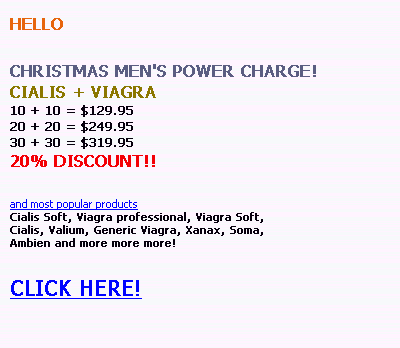 HELLO
CHRISTMAS MEN'S POWER CHARGE!
CIALIS + VIAGRA
10 + 10 = $129.95
20 + 20 = $249.95
30 + 30 = $319.95
20% DISCOUNT!!
and most popular products
Cialis Soft, Viagra professional, Viagra Soft,
Cialis, Valium, Generic Viagra, Xanax, Soma,
Ambien and more more more!
CLICK HERE!